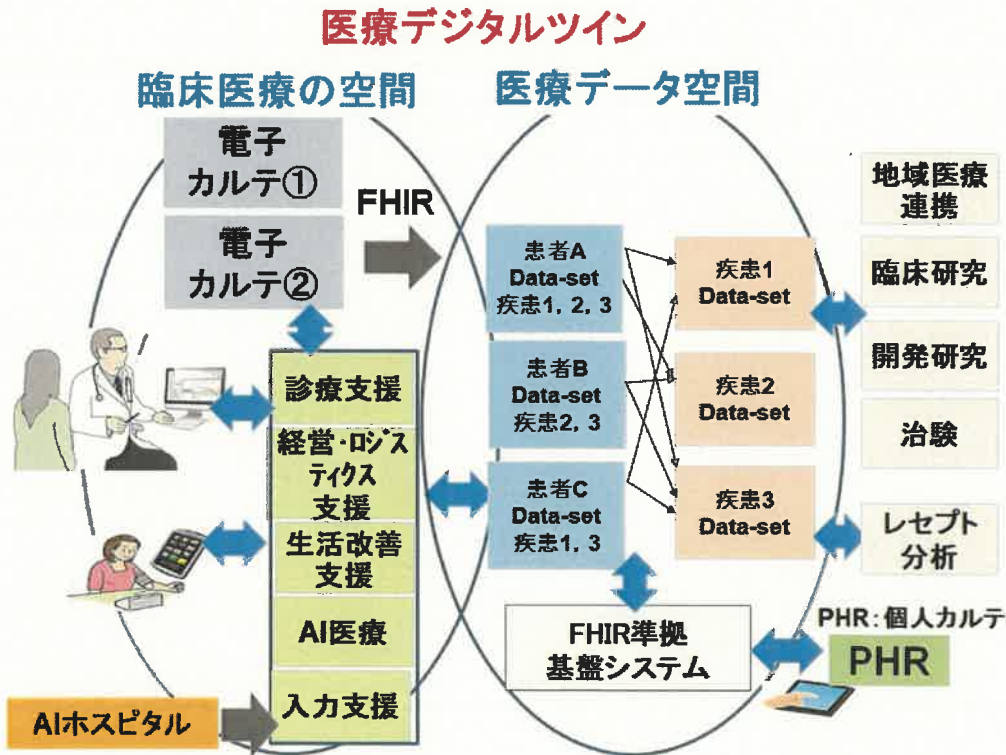 医療デジタルツイン
臨床医療の空間
医療データ空間
電子
カルテ①
FHIR
電子
カルテ②
診療支援
経営・ロジス
ティクス
支援
生活改善
支援
AI医療
入力支援
AIホスピタル
患者A
Data-set
疾患1, 2, 3
患者B
Data-set
疾患2, 3
患者C
Data-set
疾患1, 3
疾患1
Data-set
疾患2
Data-set
疾患3
Data-set
FHIR準拠
基盤システム
地域医療
連携
臨床研究
開発研究
治験
レセプト
分析
PHR:個人カルテ
PHR